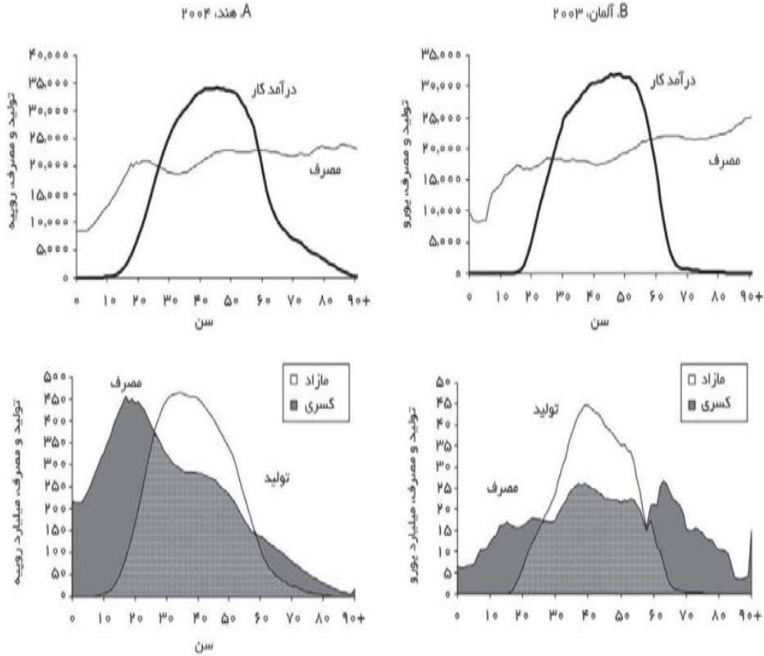 A. هند، ۲۰۰۴
تولید و مصرف، روپیه
۴۰,۰۰۰
۳۵,۰۰۰
۳۰,۰۰۰
۲۵,۰۰۰
۲۰,۰۰۰
۱۵,۰۰۰
۱۰,۰۰۰
۵,۰۰۰
۰
درآمد کار
مصرف
۰ ۱۰ ۲۰ ۳۰ ۴۰ ۵۰ ۶۰ ۷۰ ۸۰ ۹۰+
سن
B. آلمان، ۲۰۰۳
تولید و مصرف، یورو
۳۵,۰۰۰
۳۰,۰۰۰
۲۵,۰۰۰
۲۰,۰۰۰
۱۵,۰۰۰
۱۰,۰۰۰
۵,۰۰۰
۰
درآمد کار
مصرف
۰ ۱۰ ۲۰ ۳۰ ۴۰ ۵۰ ۶۰ ۷۰ ۸۰ ۹۰+
سن
تولید و مصرف، میلیارد روپیه
۵۰۰
۴۵۰
۴۰۰
۳۵۰
۳۰۰
۲۵۰
۲۰۰
۱۵۰
۱۰۰
۵۰
۰
مصرف
تولید
مازاد
کسری
۰ ۱۰ ۲۰ ۳۰ ۴۰ ۵۰ ۶۰ ۷۰ ۸۰ ۹۰+
سن
تولید و مصرف، میلیارد یورو
۵۰
۴۵
۴۰
۳۵
۳۰
۲۵
۲۰
۱۵
۱۰
۵
۰
تولید
مصرف
مازاد
کسری
۰ ۱۰ ۲۰ ۳۰ ۴۰ ۵۰ ۶۰ ۷۰ ۸۰ ۹۰+